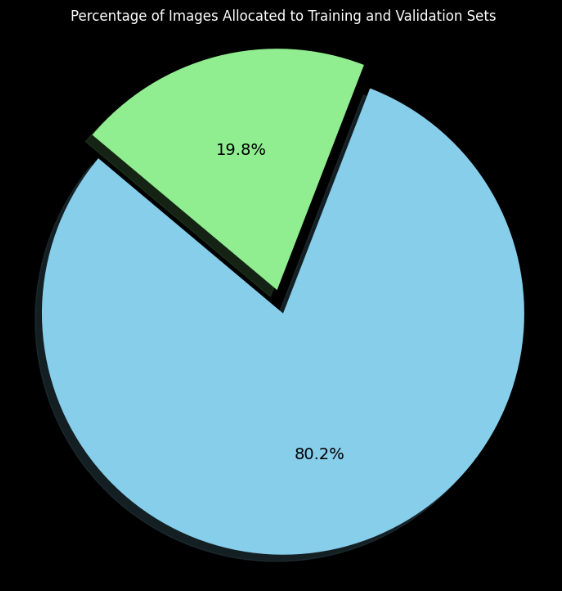 Percentage of Images Allocated to Training and Validation Sets
19.8%
80.2%